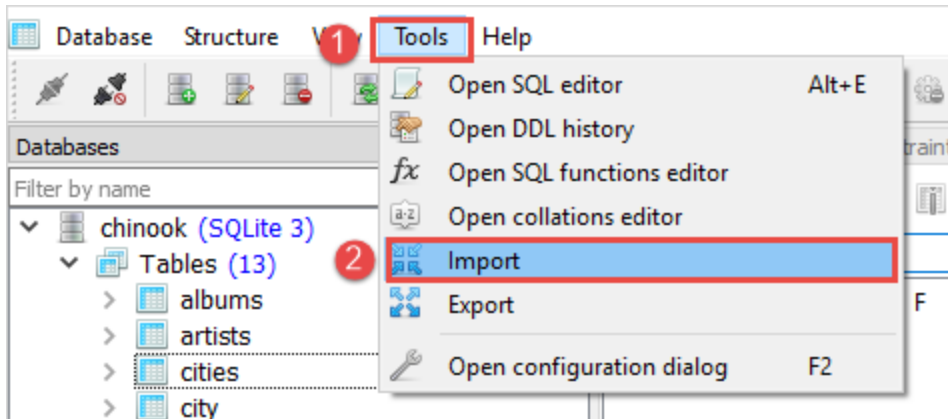 Database Structure Tools Help
1
Open SQL editor Alt+E
Open DDL history
Databases
fx Open SQL functions editor
Filter by name
a·z Open collations editor
chinook (SQLite 3)
2 Import
Tables (13)
albums
Export F
artists
cities
Open configuration dialog F2
city